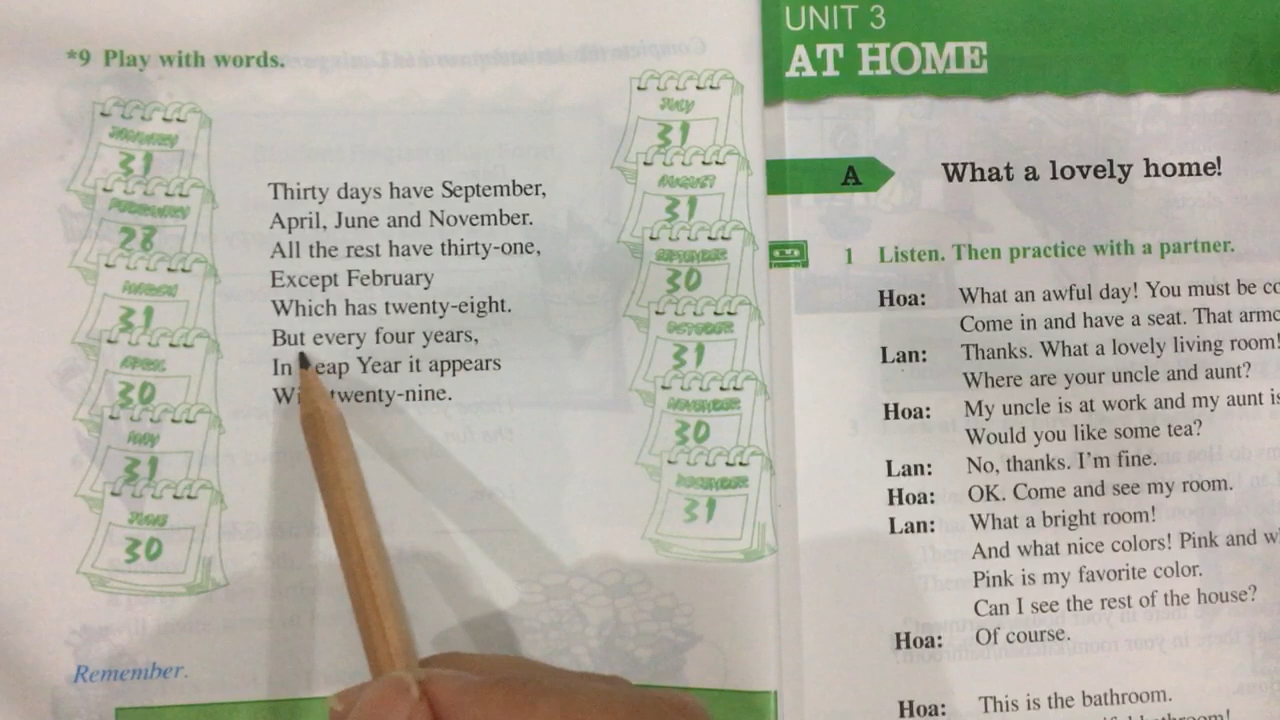 *9 Play with words.
JANUARY
31
FEBRUARY
28
MARCH
31
APRIL
30
MAY
31
JUNE
30
Thirty days have September,
April, June and November.
All the rest have thirty-one,
Except February
Which has twenty-eight.
But every four years,
In eap Year it appears
Wi twenty-nine.
JULY
31
AUGUST
31
SEPTEMBER
30
OCTOBER
31
NOVEMBER
30
DECEMBER
31
Remember.
UNIT 3
AT HOME
A What a lovely home!
1 Listen. Then practice with a partner.
Hoa: What an awful day! You must be
Come in and have a seat. That
Lan: Thanks. What a lovely living room!
Where are your uncle and aunt?
Hoa: My uncle is at work and my aunt is
Would you like some tea?
Lan: No, thanks. I'm fine.
Hoa: OK. Come and see my room.
Lan: What a bright room!
And what nice colors! Pink and
Pink is my favorite color.
Can I see the rest of the house?
Hoa: Of course.
Hoa: This is the bathroom.